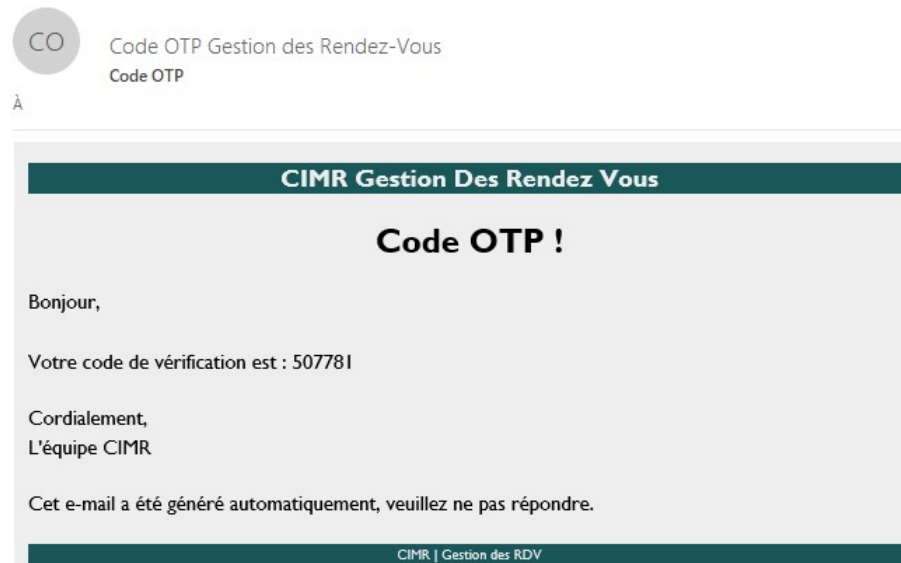 CO
Code OTP Gestion des Rendez-Vous
Code OTP
À
CIMR Gestion Des Rendez Vous
Code OTP !
Bonjour,
Votre code de vérification est : 507781
Cordialement,
L'équipe CIMR
Cet e-mail a été généré automatiquement, veuillez ne pas répondre.
CIMR | Gestion des RDV